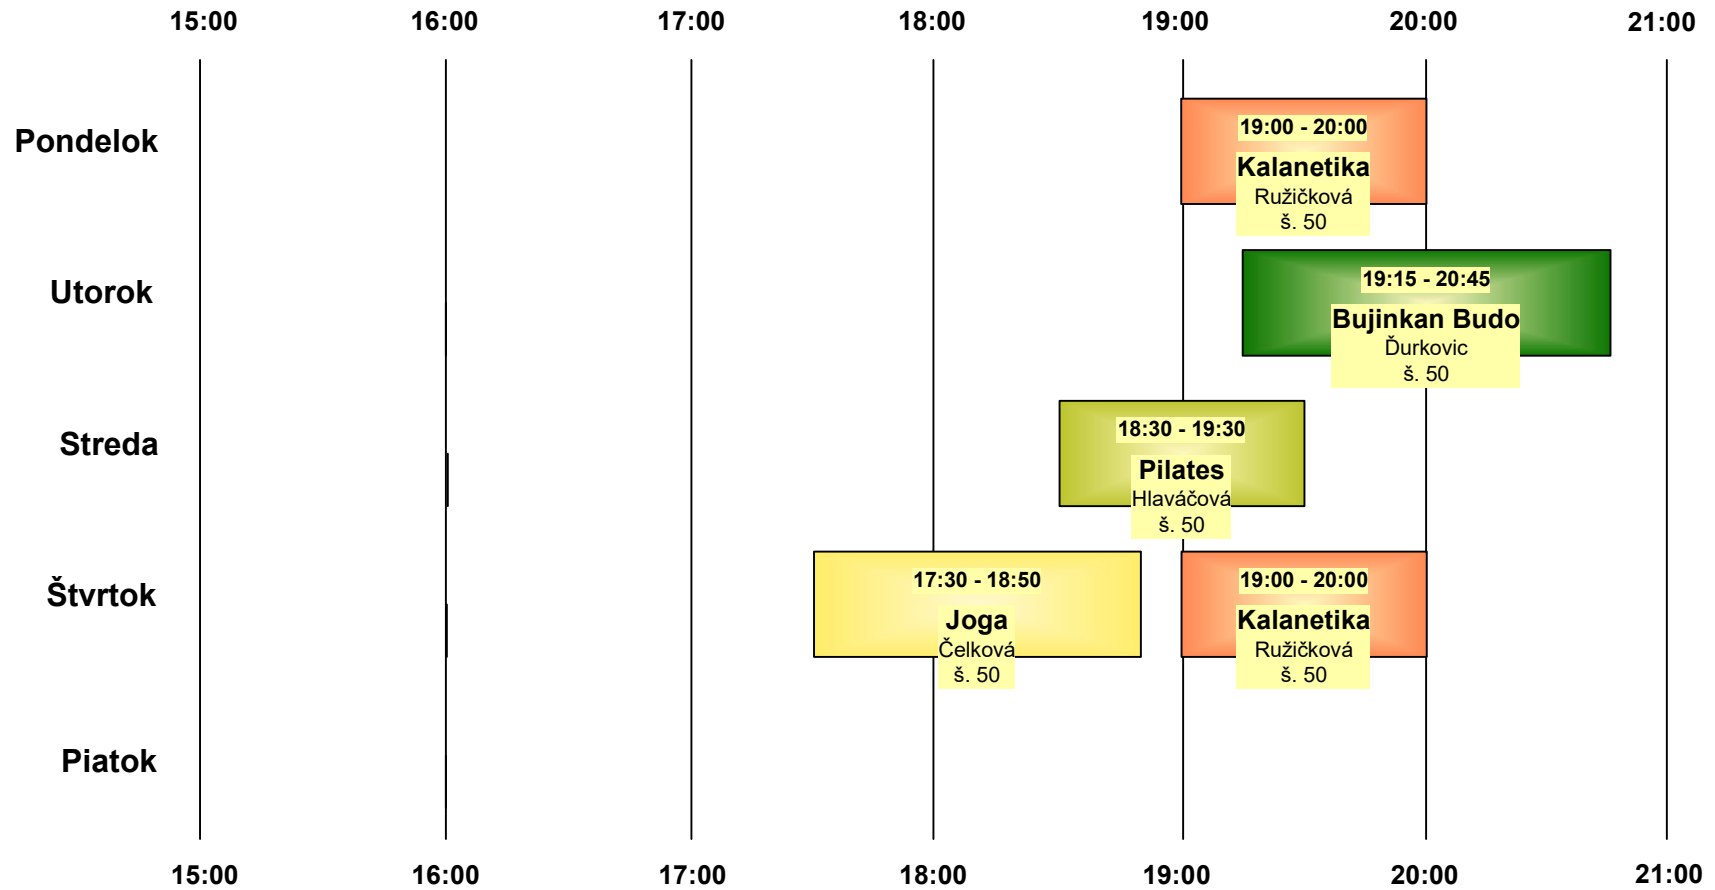 15:00 16:00 17:00 18:00 19:00 20:00 21:00
Pondelok
19:00 - 20:00
Kalanetika
Ružičková
š. 50
Utorok
19:15 - 20:45
Bujinkan Budo
Ďurkovic
š. 50
Streda
18:30 - 19:30
Pilates
Hlaváčová
š. 50
Štvrtok
17:30 - 18:50
Joga
Čelková
š. 50
19:00 - 20:00
Kalanetika
Ružičková
š. 50
Piatok
15:00 16:00 17:00 18:00 19:00 20:00 21:00